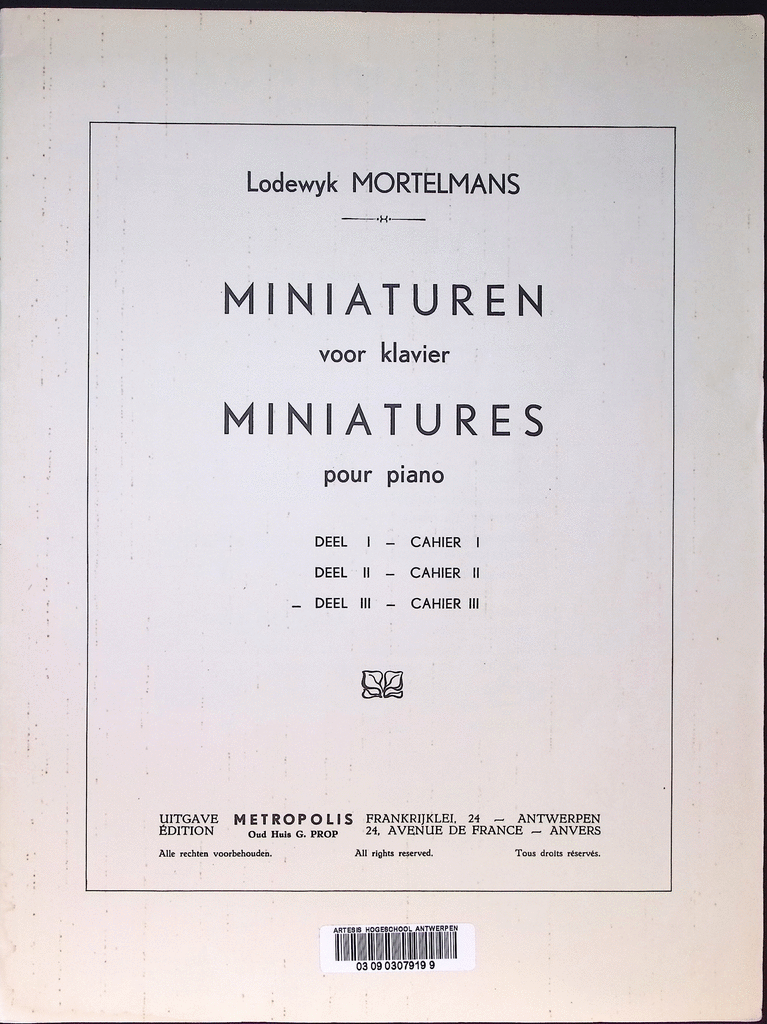 Lodewyk MORTELMANS
MINIATUREN
voor klavier
MINIATURES
pour piano
DEEL I – CAHIER I
DEEL II – CAHIER II
– DEEL III – CAHIER III
UITGAVE METROPOLIS FRANKRIJKLEI, 24 — ANTWERPEN
ÉDITION Oud Huis G. PROP 24, AVENUE DE FRANCE — ANVERS
Alle rechten voorbehouden. All rights reserved. Tous droits réservés.
ARTESIS HOGESCHOOL ANTWERPEN
03 09 0307919 9